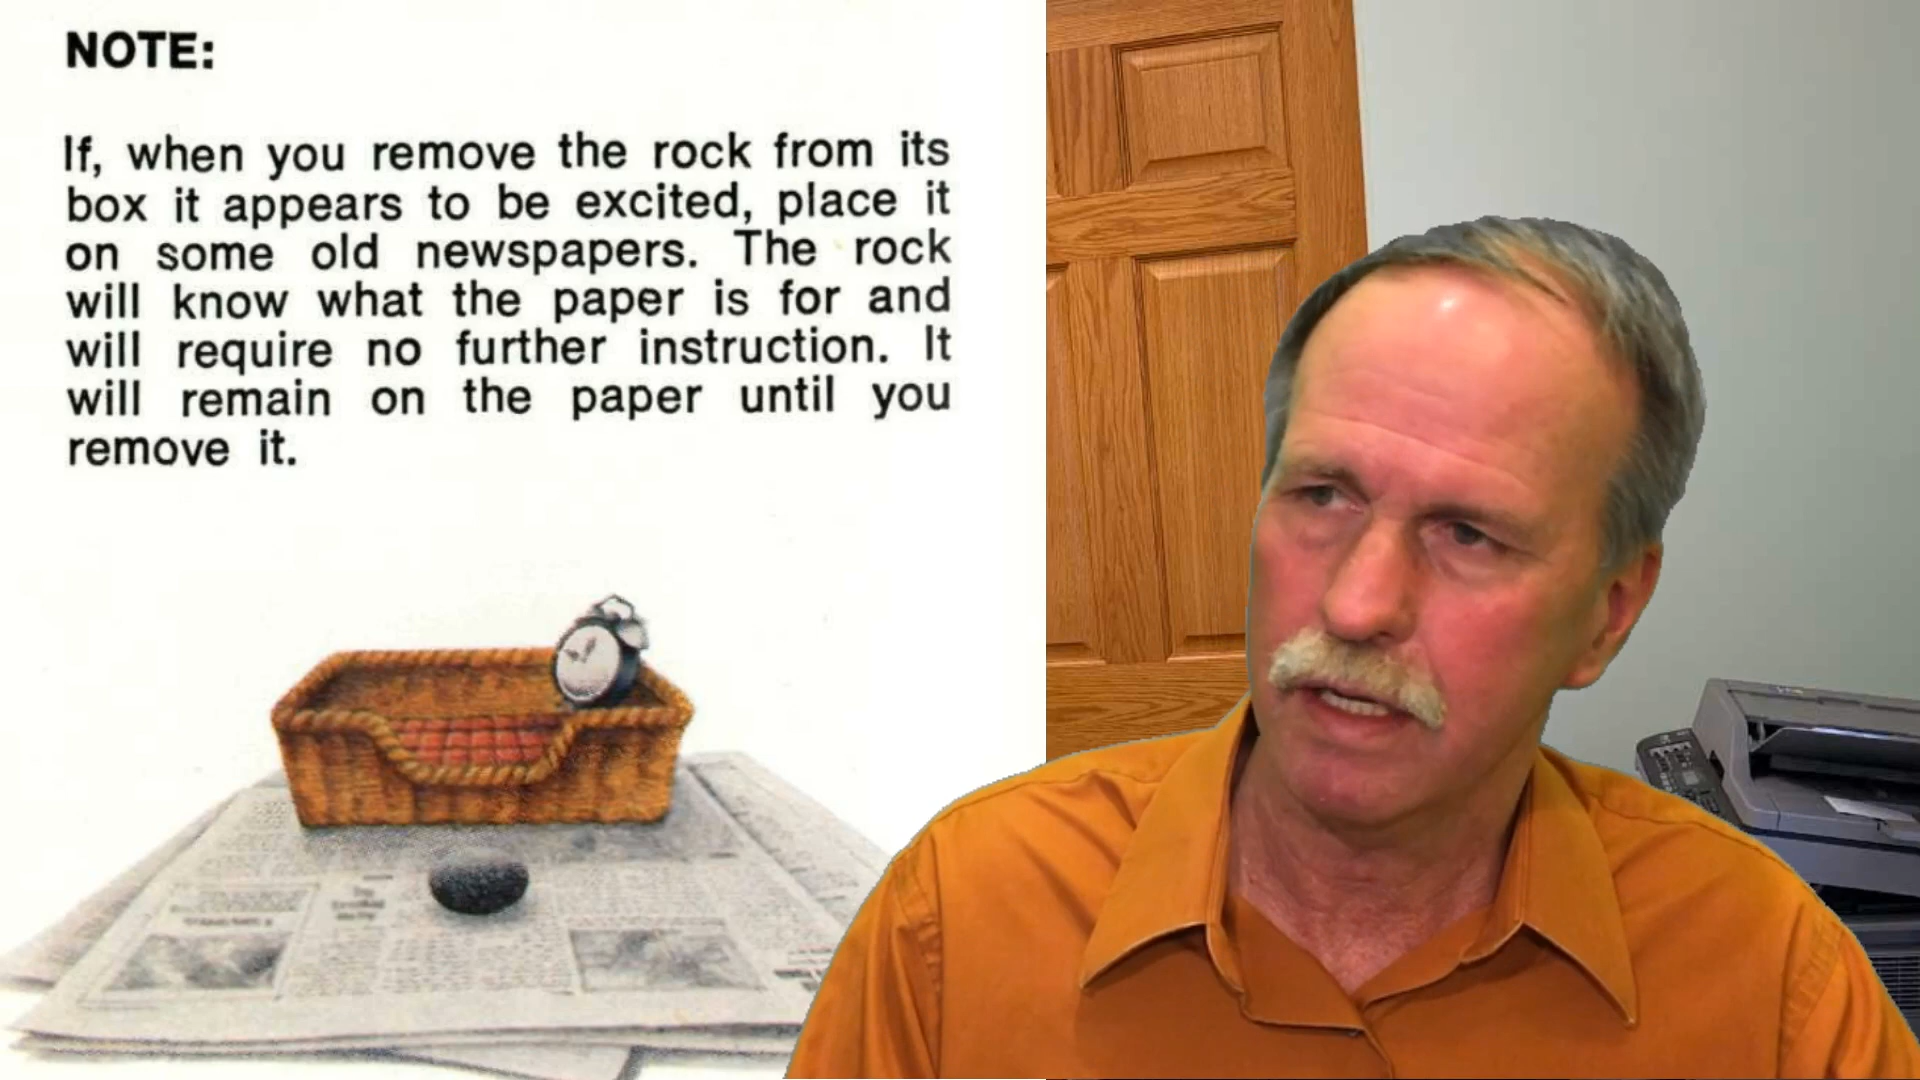 NOTE:
If, when you remove the rock from its
box it appears to be excited, place it
on some old newspapers. The rock
will know what the paper is for and
will require no further instruction. It
will remain on the paper until you
remove it.